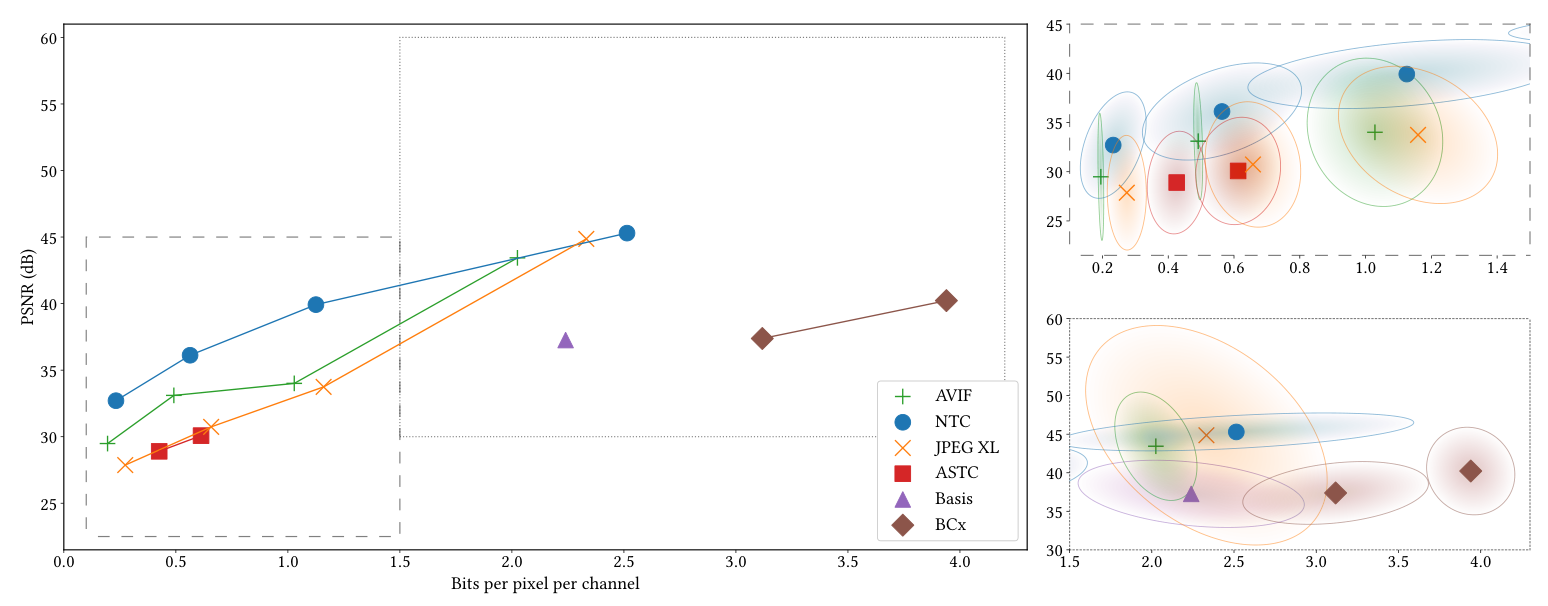 60
55
50
45
40
35
30
25
PSNR (dB)
0.0 0.5 1.0 1.5 2.0 2.5 3.0 3.5 4.0
Bits per pixel per channel
AVIF
NTC
JPEG XL
ASTC
Basis
BCx
45
40
35
30
25
0.2 0.4 0.6 0.8 1.0 1.2 1.4
60
55
50
45
40
35
30
1.5 2.0 2.5 3.0 3.5 4.0